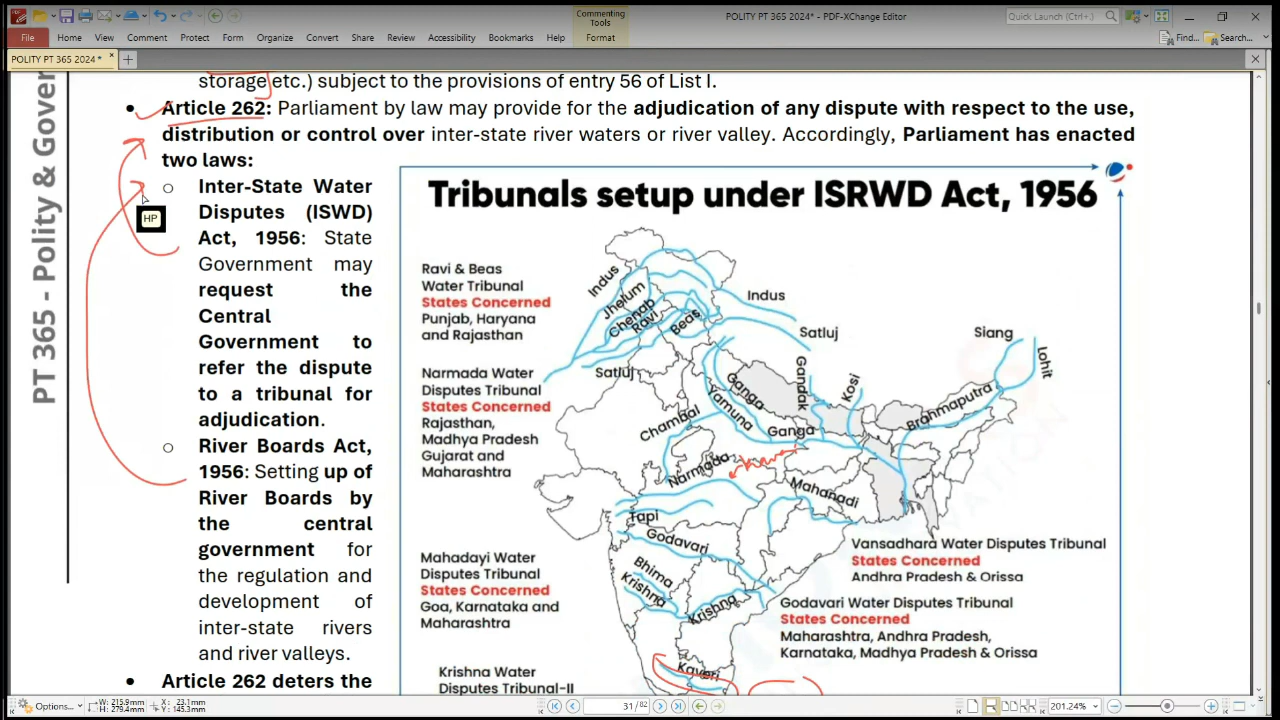 POLITY PT 365 2024* - PDF-XChange Editor
Commenting Tools
Quick Launch (Ctrl+.)
File
Home
View
Comment
Protect
Form
Organize
Convert
Share
Review
Accessibility
Bookmarks
Help
Format
Find...
Search...
POLITY PT 365 2024 *
PT 365 - Polity & Gover
storage etc.) subject to the provisions of entry 56 of List I.
• Article 262: Parliament by law may provide for the adjudication of any dispute with respect to the use,
distribution or control over inter-state river waters or river valley. Accordingly, Parliament has enacted
two laws:
o Inter-State Water
Disputes (ISWD)
Act, 1956: State
Government may
request the
Central
Government to
refer the dispute
to a tribunal for
adjudication.
o River Boards Act,
1956: Setting up of
River Boards by
the central
government for
the regulation and
development of
inter-state rivers
and river valleys.
• Article 262 deters the
HP
Tribunals setup under ISRWD Act, 1956
Ravi & Beas
Water Tribunal
States Concerned
Punjab, Haryana
and Rajasthan
Narmada Water
Disputes Tribunal
States Concerned
Rajasthan,
Madhya Pradesh
Gujarat and
Maharashtra
Mahadayi Water
Disputes Tribunal
States Concerned
Goa, Karnataka and
Maharashtra
Krishna Water
Disputes Tribunal-II
Indus
Jhelum
Chenab
Ravi
Beas
Indus
Satluj
Satluj
Siang
Lohit
Ganga
Yamuna
Gandak
Kosi
Brahmaputra
Chambal
Ganga
Narmada
Mahanadi
Tapi
Godavari
Bhima
Krishna
Krishna
Kaveri
Vansadhara Water Disputes Tribunal
States Concerned
Andhra Pradesh & Orissa
Godavari Water Disputes Tribunal
States Concerned
Maharashtra, Andhra Pradesh,
Karnataka, Madhya Pradesh & Orissa
Options...
W: 215.9mm
H: 279.4mm
X: 23.1mm
Y: 145.3mm
31 / 82
201.24%